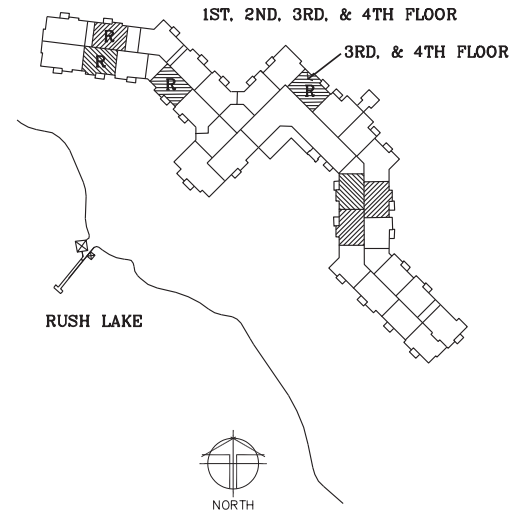 1ST, 2ND, 3RD, & 4TH FLOOR
R
3RD, & 4TH FLOOR
R
R
R
RUSH LAKE
NORTH